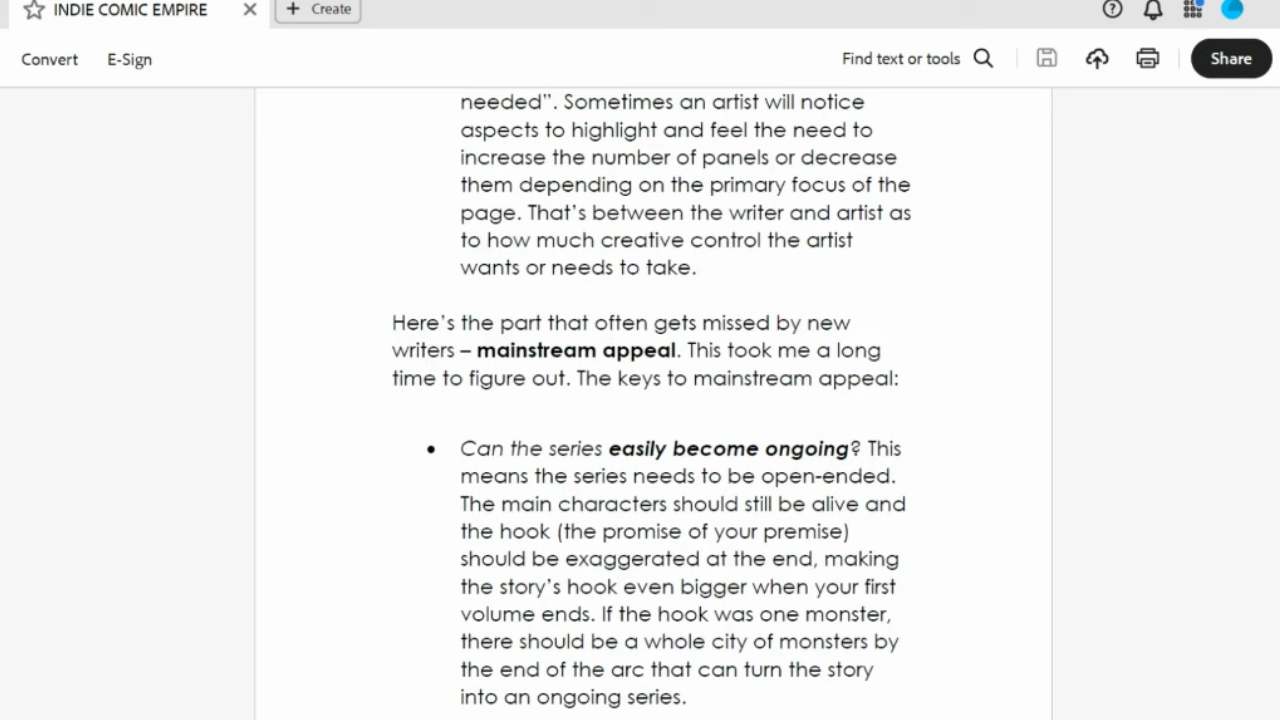 INDIE COMIC EMPIRE
Create
Convert
E-Sign
Find text or tools
Share
needed”. Sometimes an artist will notice
aspects to highlight and feel the need to
increase the number of panels or decrease
them depending on the primary focus of the
page. That’s between the writer and artist as
to how much creative control the artist
wants or needs to take.
Here’s the part that often gets missed by new
writers – mainstream appeal. This took me a long
time to figure out. The keys to mainstream appeal:
• Can the series easily become ongoing? This
means the series needs to be open-ended.
The main characters should still be alive and
the hook (the promise of your premise)
should be exaggerated at the end, making
the story’s hook even bigger when your first
volume ends. If the hook was one monster,
there should be a whole city of monsters by
the end of the arc that can turn the story
into an ongoing series.